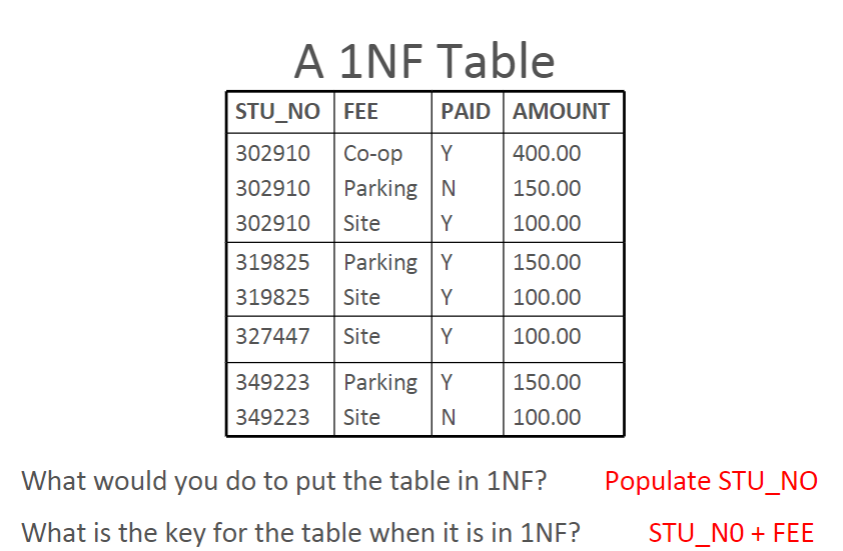 A 1NF Table
STU_NO FEE PAID AMOUNT
302910 Co-op Y 400.00
302910 Parking N 150.00
302910 Site Y 100.00
319825 Parking Y 150.00
319825 Site Y 100.00
327447 Site Y 100.00
349223 Parking Y 150.00
349223 Site N 100.00
What would you do to put the table in 1NF? Populate STU_NO
What is the key for the table when it is in 1NF? STU_N0 + FEE